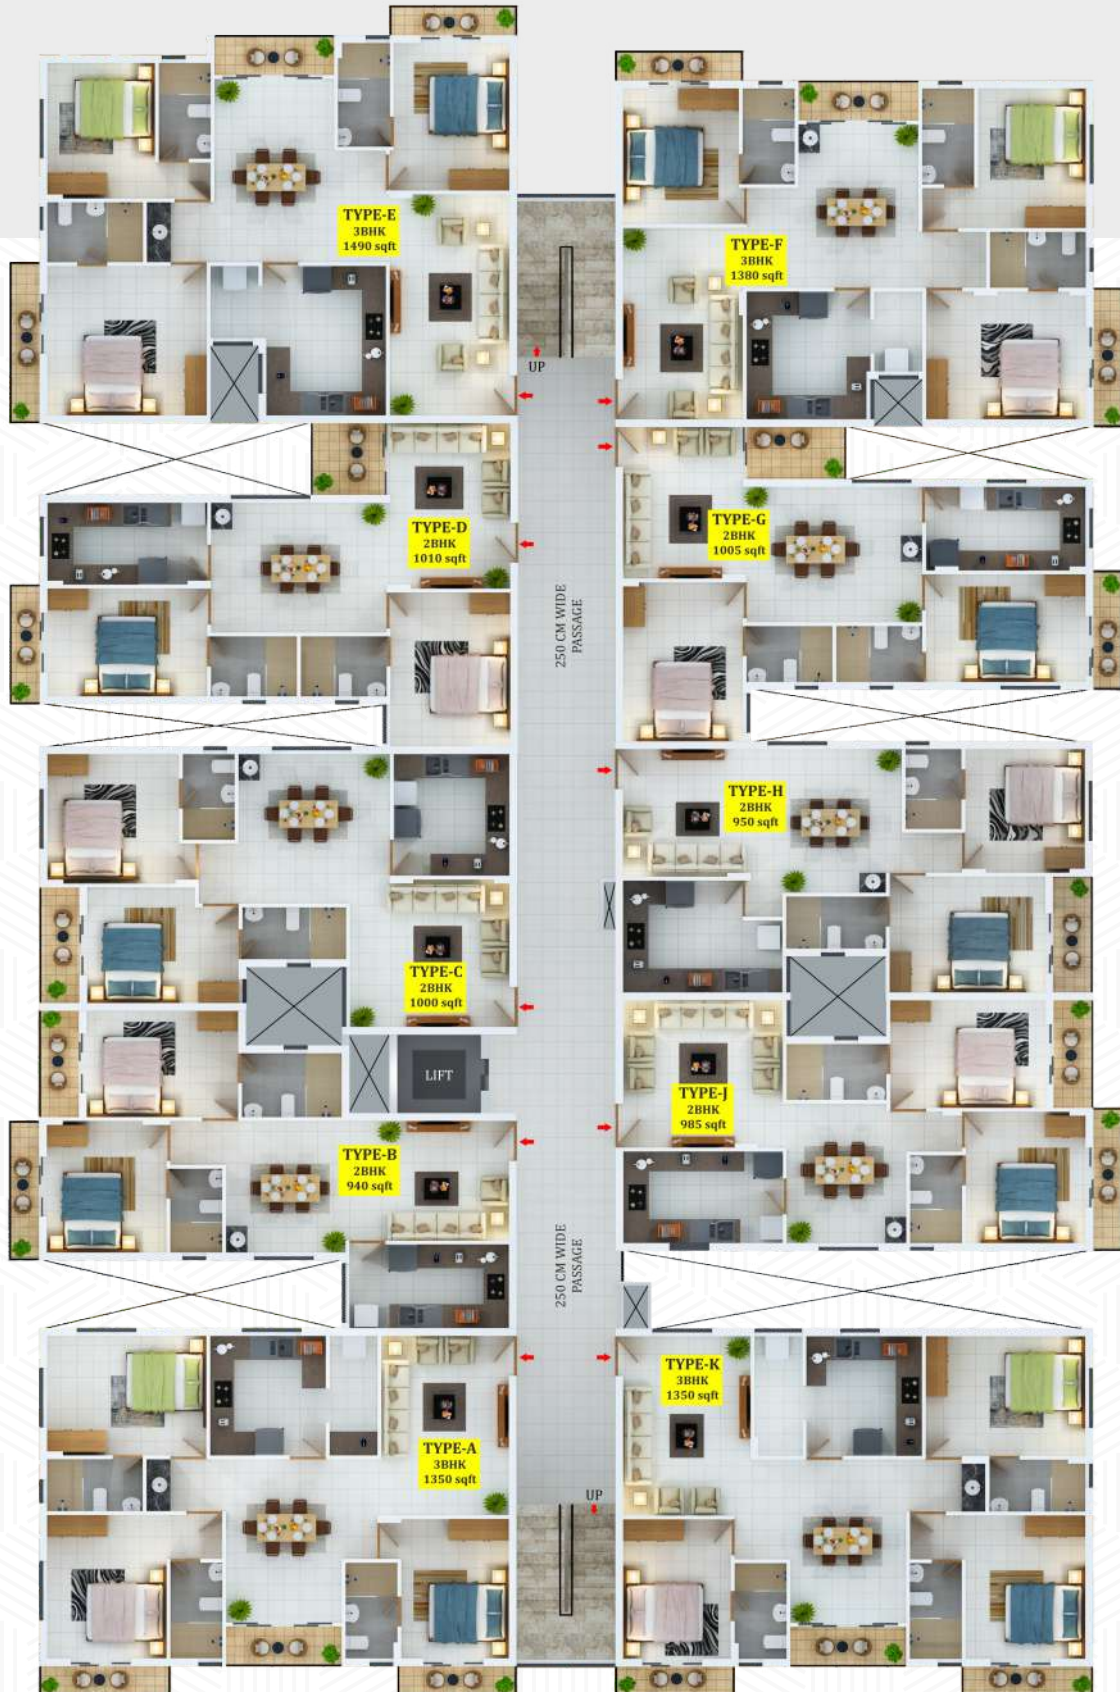 TYPE-E
3BHK
1490 sqft
TYPE-F
3BHK
1380 sqft
UP
TYPE-D
2BHK
1010 sqft
TYPE-G
2BHK
1005 sqft
250 CM WIDE
PASSAGE
TYPE-H
2BHK
950 sqft
TYPE-C
2BHK
1000 sqft
LIFT
TYPE-J
2BHK
985 sqft
TYPE-B
2BHK
940 sqft
250 CM WIDE
PASSAGE
TYPE-K
3BHK
1350 sqft
TYPE-A
3BHK
1350 sqft
UP